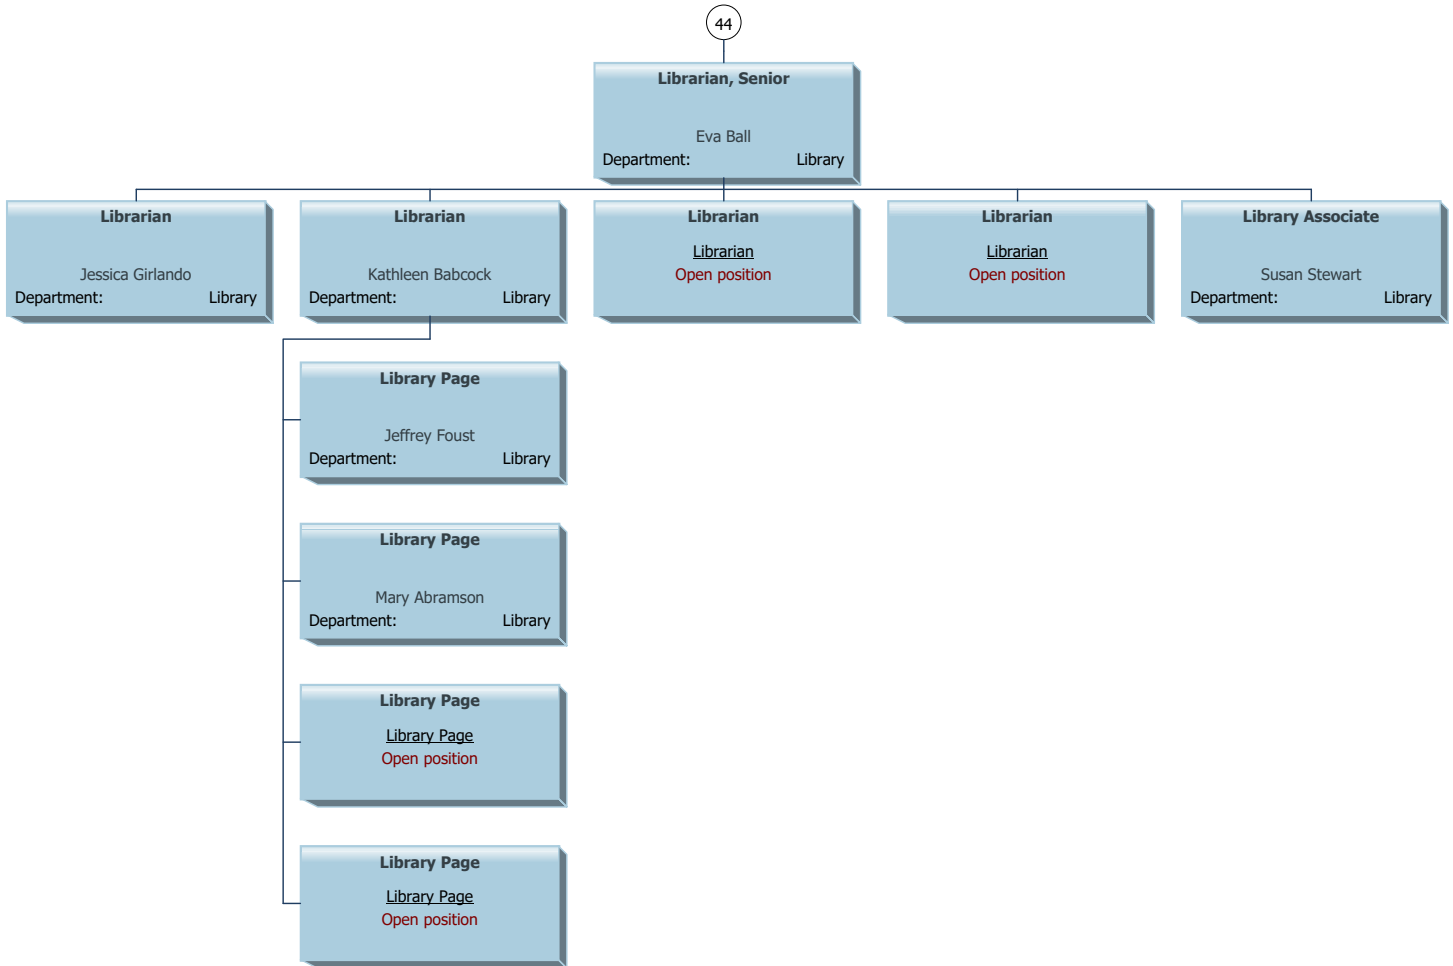 44
Librarian, Senior
Eva Ball
Department: Library
Librarian
Jessica Girlando
Department: Library
Librarian
Kathleen Babcock
Department: Library
Librarian
Librarian
Open position
Librarian
Librarian
Open position
Library Associate
Susan Stewart
Department: Library
Library Page
Jeffrey Foust
Department: Library
Library Page
Mary Abramson
Department: Library
Library Page
Library Page
Open position
Library Page
Library Page
Open position